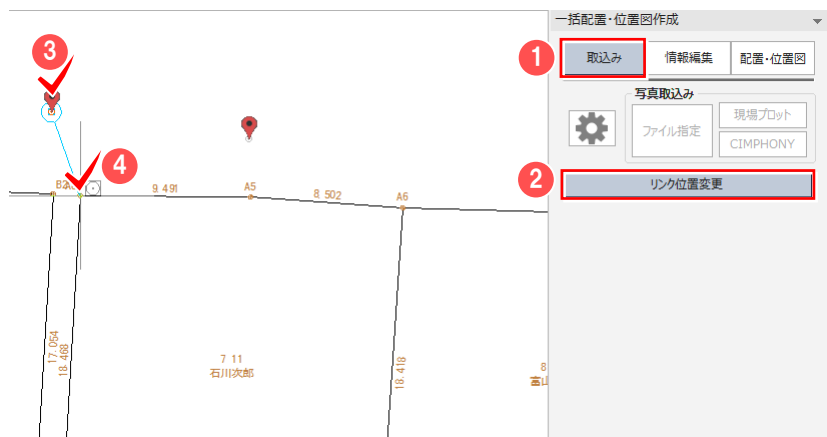 一括配置・位置図作成
1
取込み
情報編集
配置・位置図
写真取込み
ファイル指定
現場プロット
CIMPHONY
2
リンク位置変更
3
4
9.491
A5
8.502
A6
17.054
18.468
7 11
石川次郎
18.418
8